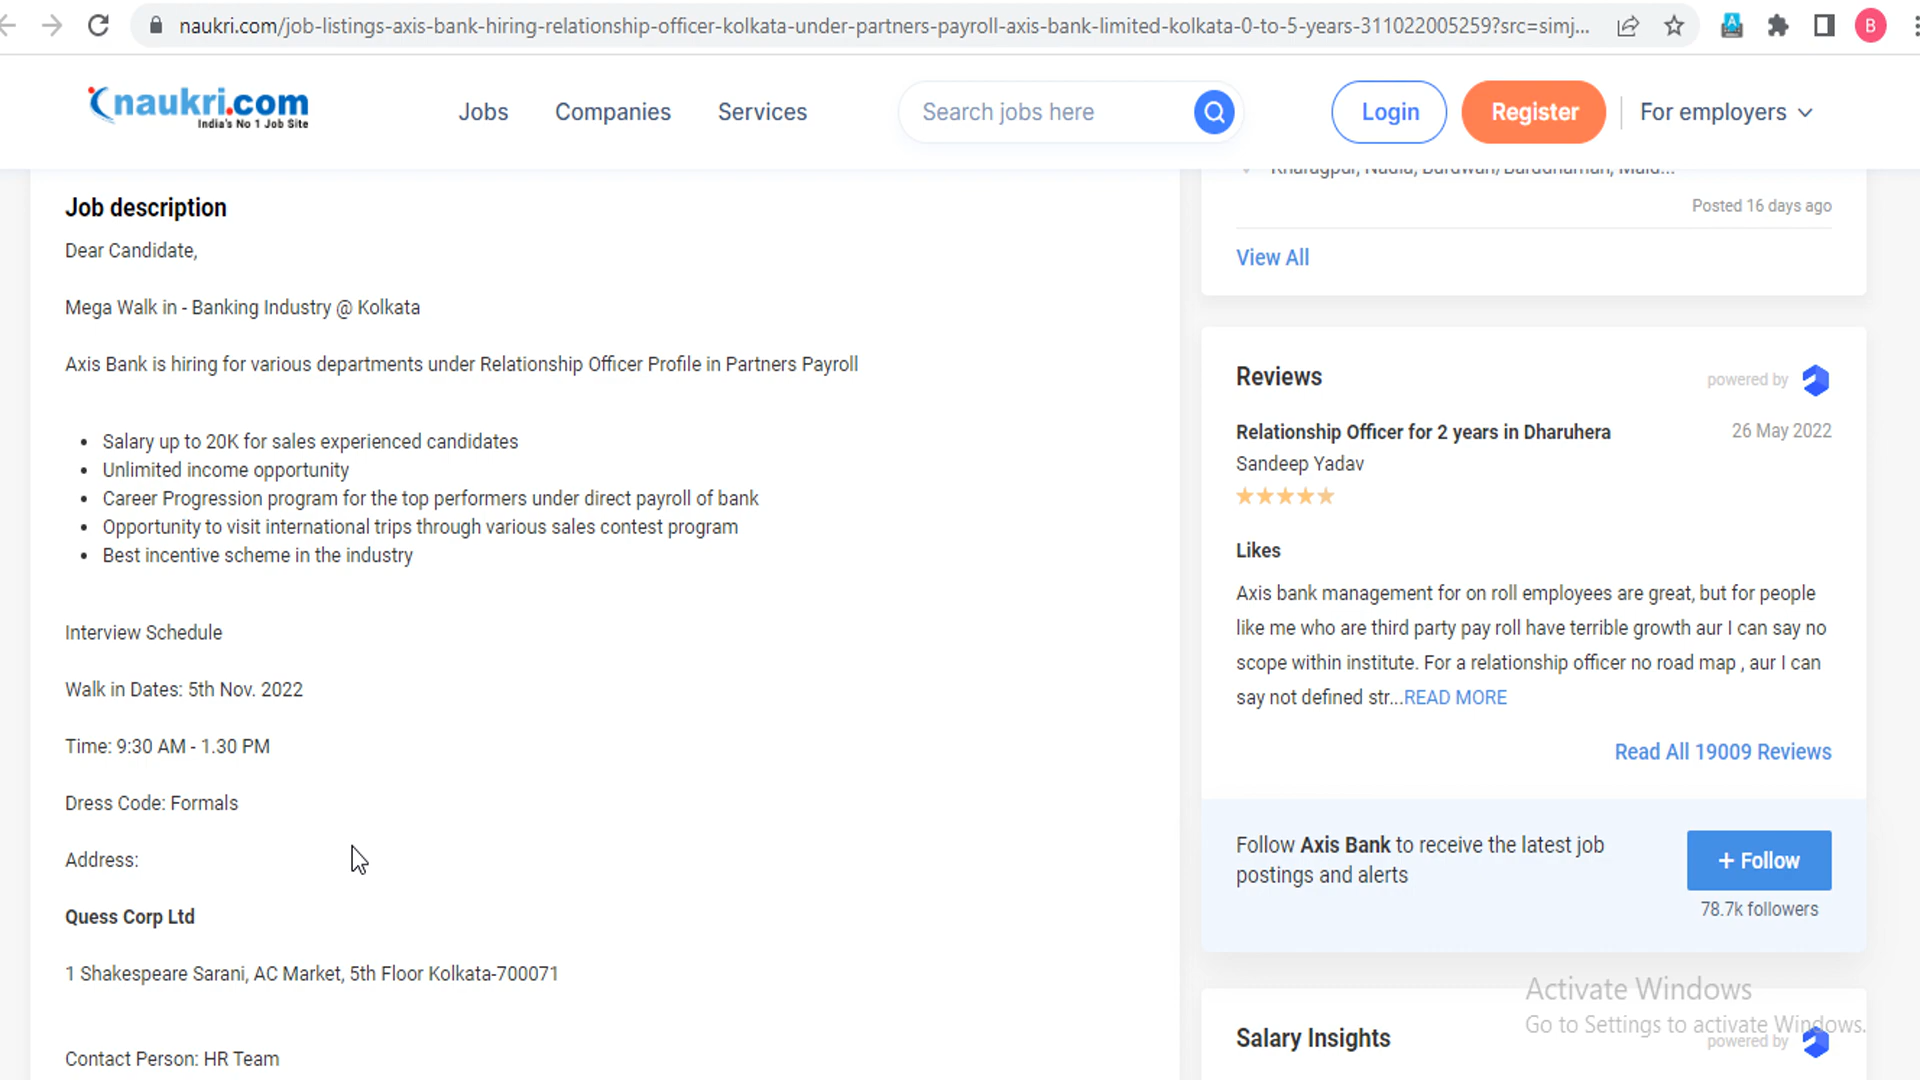 naukri.com/job-listings-axis-bank-hiring-relationship-officer-kolkata-under-partners-payroll-axis-bank-limited-kolkata-0-to-5-years-311022005259?src=simj...
B
naukri.com
India's No 1 Job Site
Jobs
Companies
Services
Search jobs here
Login
Register
For employers
Job description
Dear Candidate,
Mega Walk in - Banking Industry @ Kolkata
Axis Bank is hiring for various departments under Relationship Officer Profile in Partners Payroll
• Salary up to 20K for sales experienced candidates
• Unlimited income opportunity
• Career Progression program for the top performers under direct payroll of bank
• Opportunity to visit international trips through various sales contest program
• Best incentive scheme in the industry
Interview Schedule
Walk in Dates: 5th Nov. 2022
Time: 9:30 AM - 1.30 PM
Dress Code: Formals
Address:
Quess Corp Ltd
1 Shakespeare Sarani, AC Market, 5th Floor Kolkata-700071
Contact Person: HR Team
Kharagpur, Nadia, Burdwan/Barddhaman, Mald...
Posted 16 days ago
View All
Reviews
powered by
Relationship Officer for 2 years in Dharuhera
26 May 2022
Sandeep Yadav
Likes
Axis bank management for on roll employees are great, but for people
like me who are third party pay roll have terrible growth aur I can say no
scope within institute. For a relationship officer no road map , aur I can
say not defined str...READ MORE
Read All 19009 Reviews
Follow Axis Bank to receive the latest job
postings and alerts
+ Follow
78.7k followers
Salary Insights
powered by
Activate Windows
Go to Settings to activate Windows.